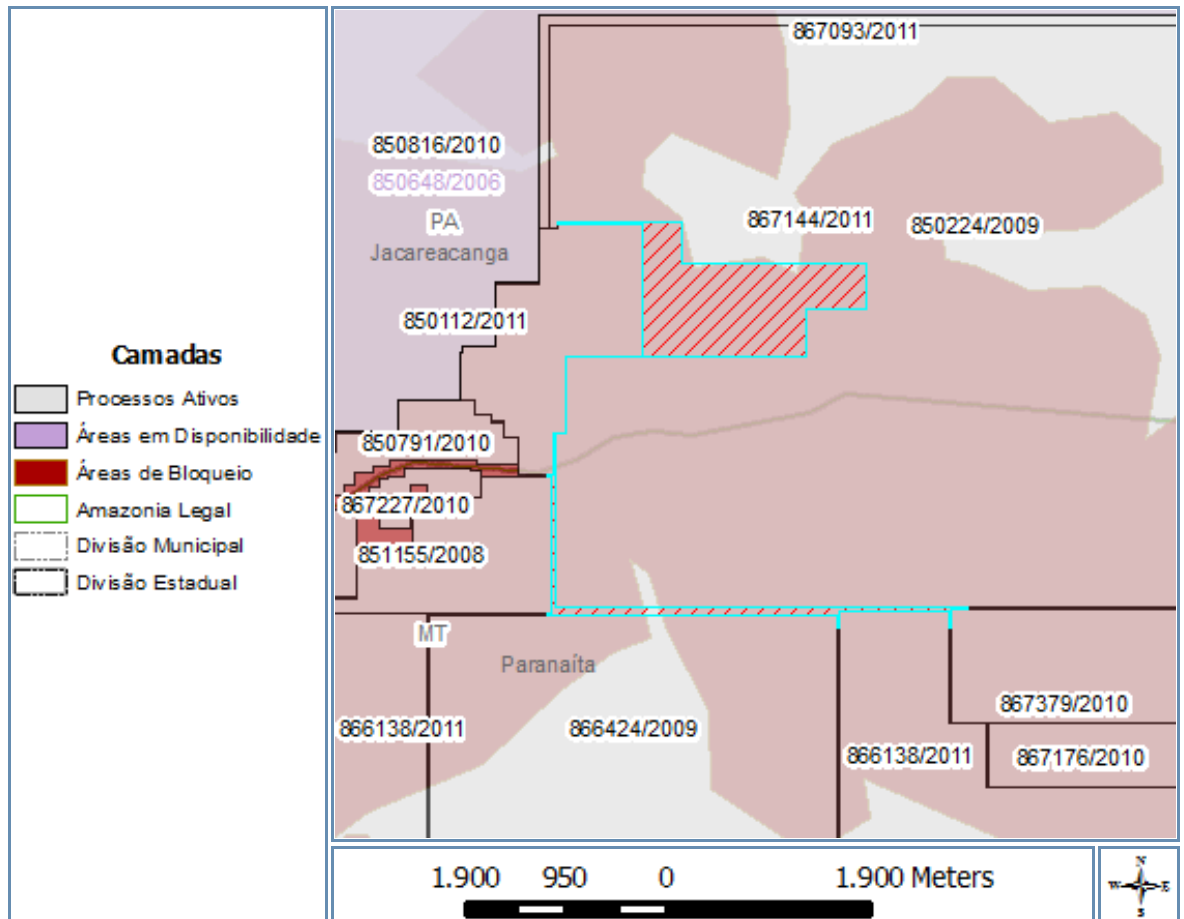 Camadas
Processos Ativos
Áreas em Disponibilidade
Áreas de Bloqueio
Amazonia Legal
Divisão Municipal
Divisão Estadual
867093/2011
850816/2010
850648/2006
PA
Jacareacanga
867144/2011
850224/2009
850112/2011
850791/2010
867227/2010
851155/2008
MT
Paranaíta
866138/2011
866424/2009
867379/2010
866138/2011
867176/2010
1.900 950 0 1.900 Meters
N
W E
S